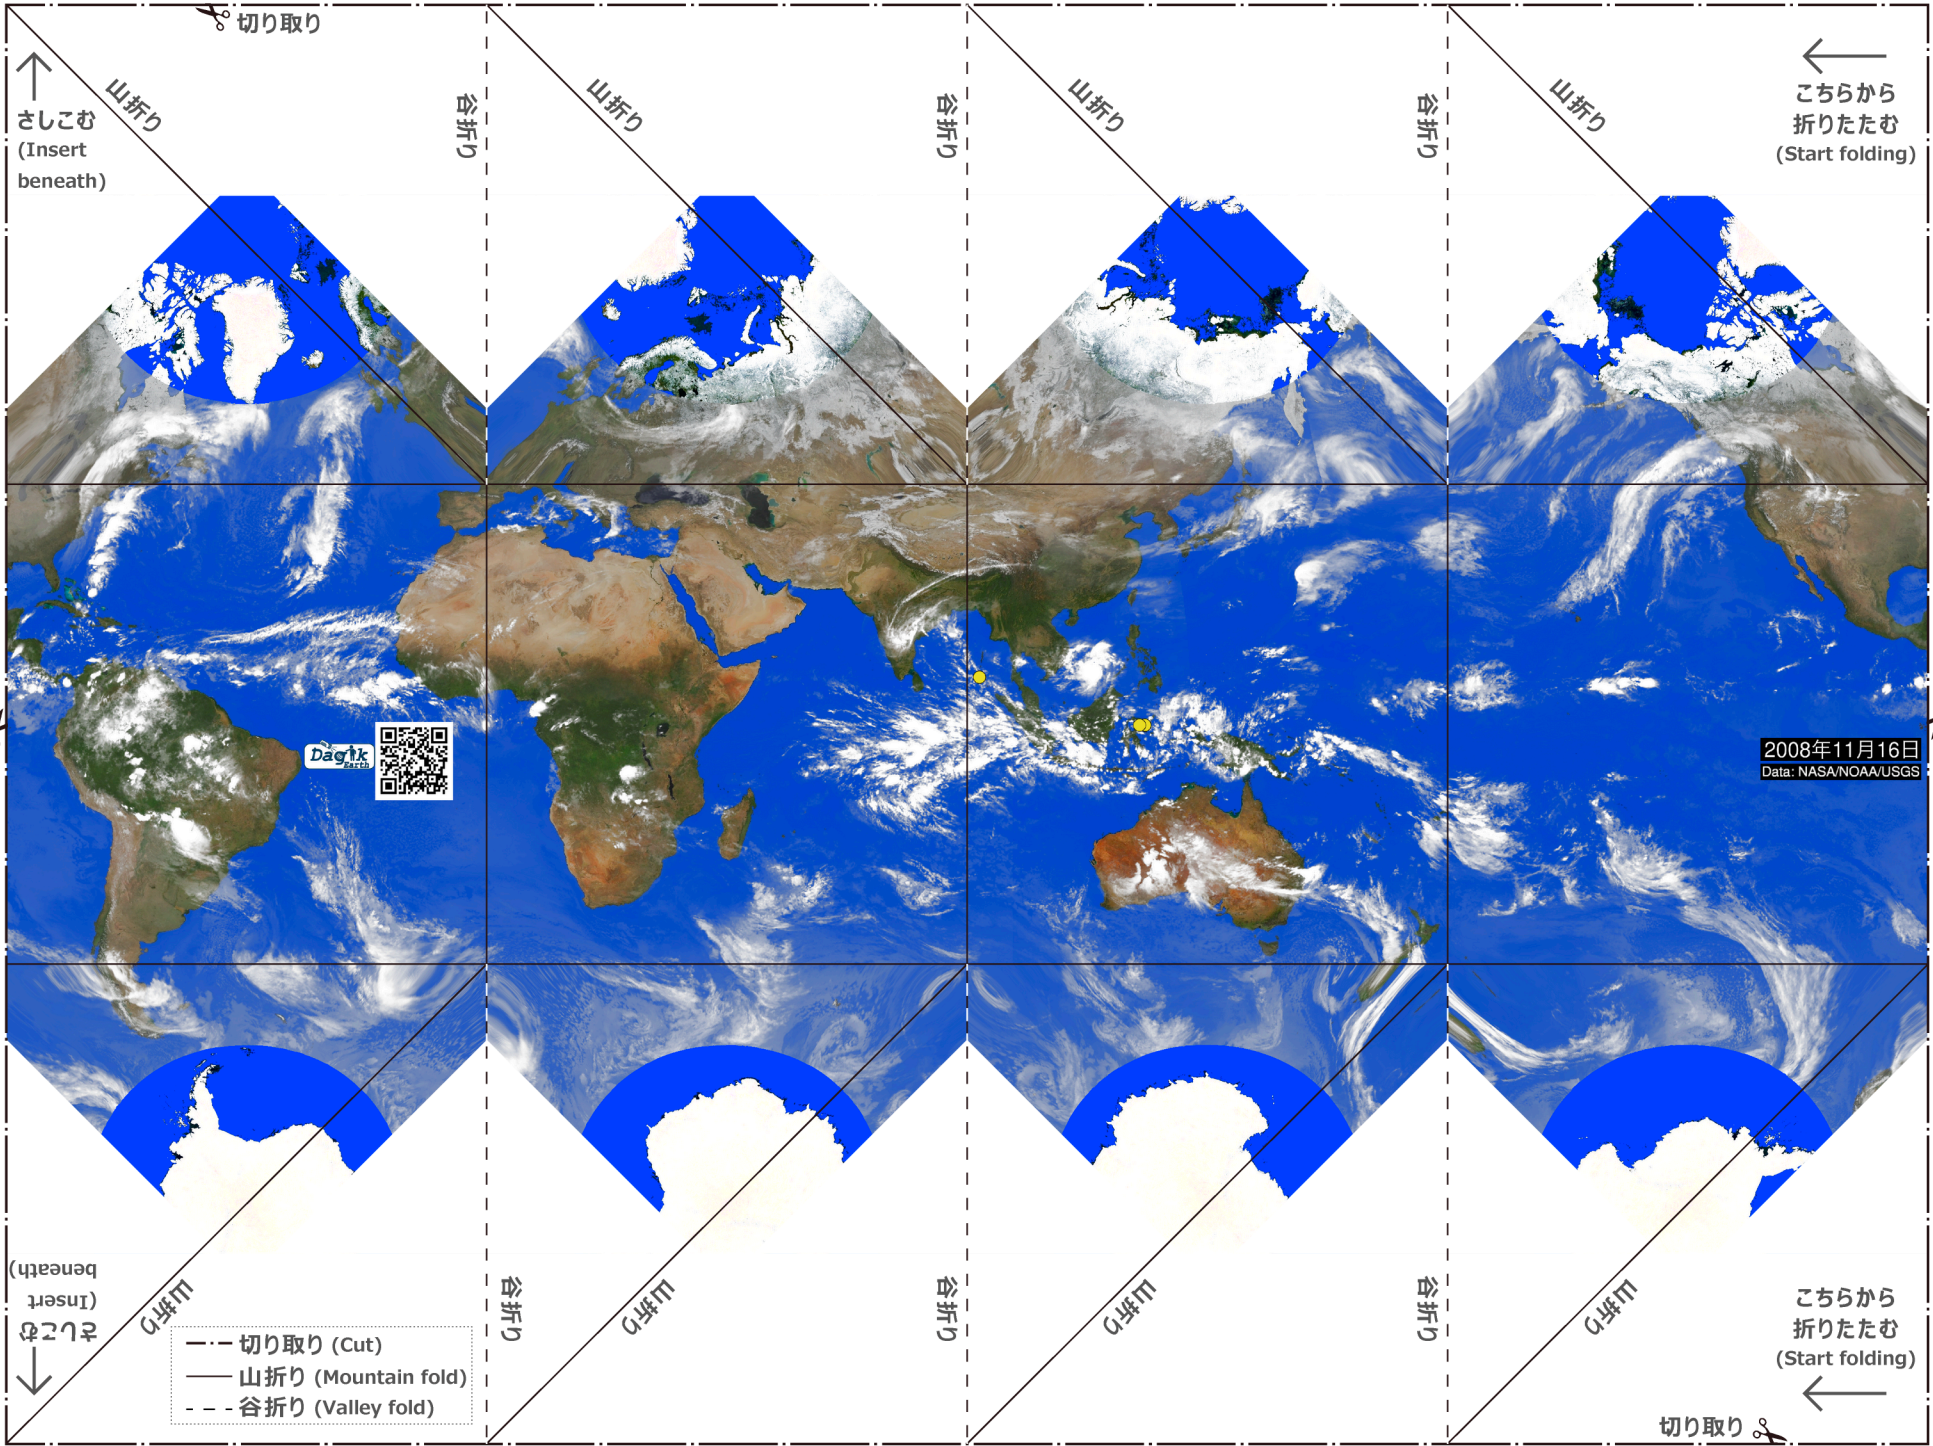 切り取り
山折り
谷折り
山折り
谷折り
山折り
谷折り
山折り
さしこむ
(Insert
beneath)
こちらから
折りたたむ
(Start folding)
Dagik
Earth
2008年11月16日
Data: NASA/NOAA/USGS
さしこむ
(Insert
beneath)
山折り
谷折り
山折り
谷折り
山折り
谷折り
山折り
こちらから
折りたたむ
(Start folding)
切り取り (Cut)
山折り (Mountain fold)
谷折り (Valley fold)
切り取り